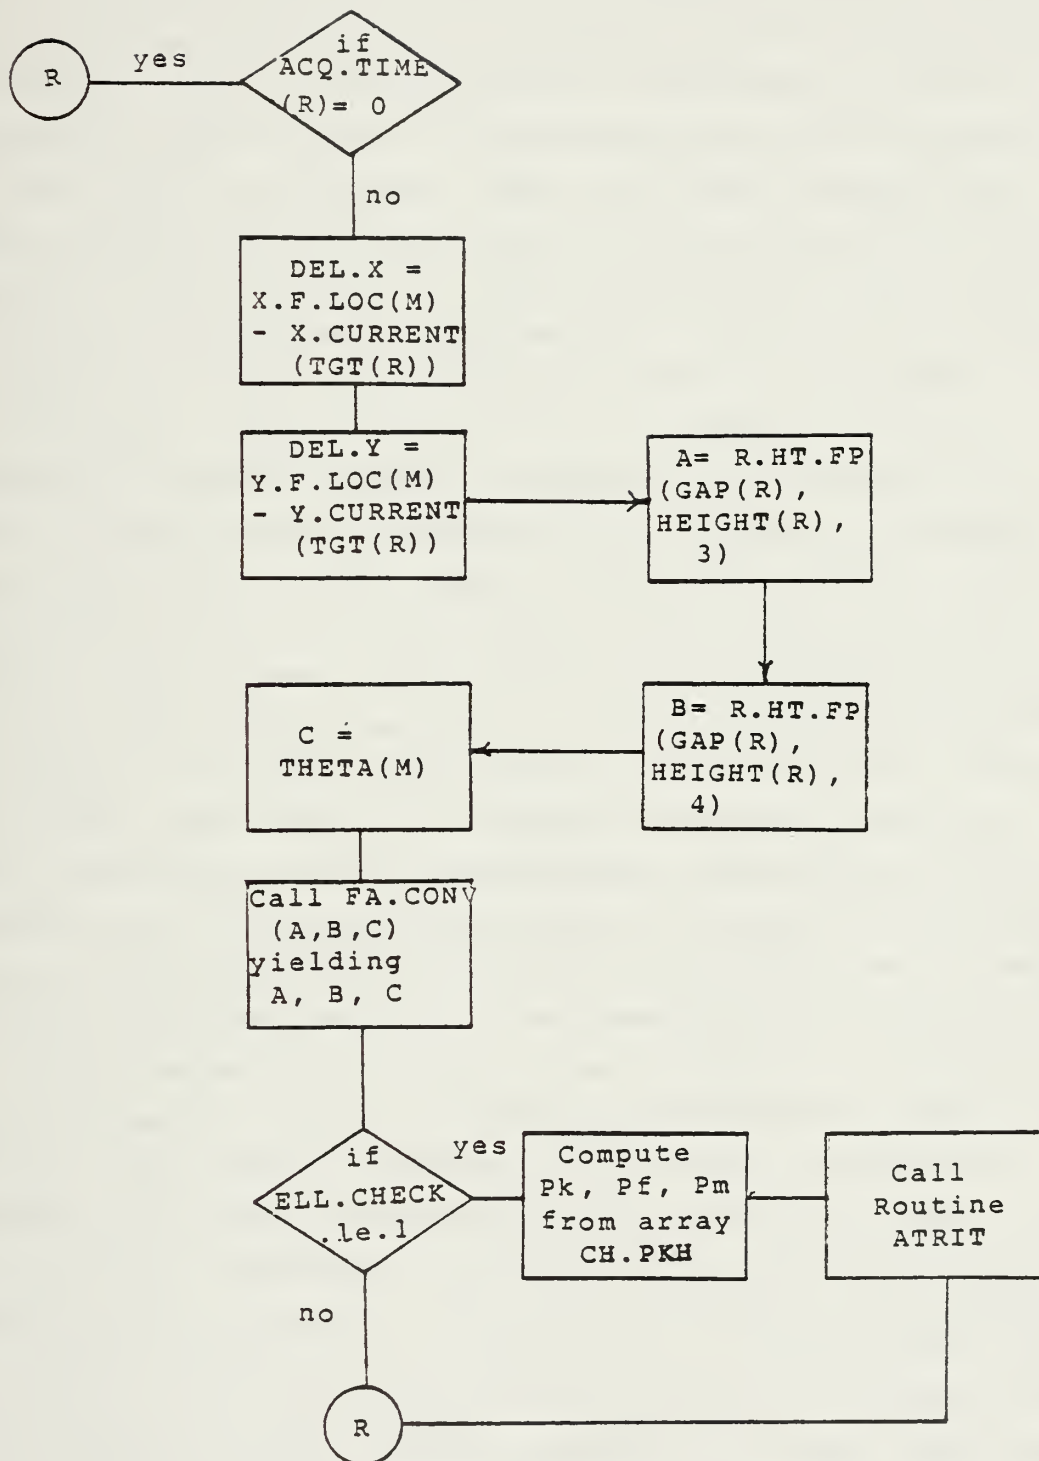 if
ACQ.TIME
(R)= 0
yes
R
no
DEL.X =
X.F.LOC(M)
- X.CURRENT
(TGT(R))
DEL.Y =
Y.F.LOC(M)
- Y.CURRENT
(TGT(R))
A= R.HT.FP
(GAP(R),
HEIGHT(R),
3)
B= R.HT.FP
(GAP(R),
HEIGHT(R),
4)
C =
THETA(M)
Call FA.CONV
(A,B,C)
yielding
A, B, C
if
ELL.CHECK
.le.1
yes
Compute
Pk, Pf, Pm
from array
CH.PKH
Call
Routine
ATRIT
no
R